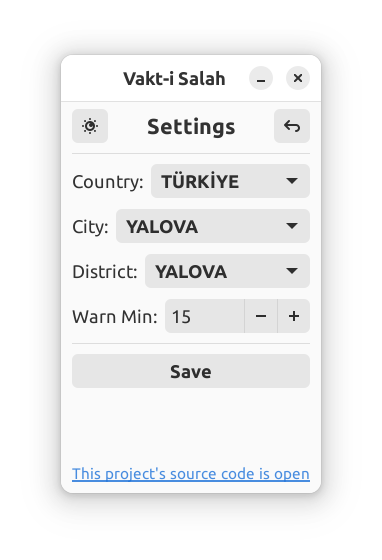 Vakt-i Salah
Settings
Country: TÜRKİYE
City: YALOVA
District: YALOVA
Warn Min: 15
Save
This project's source code is open